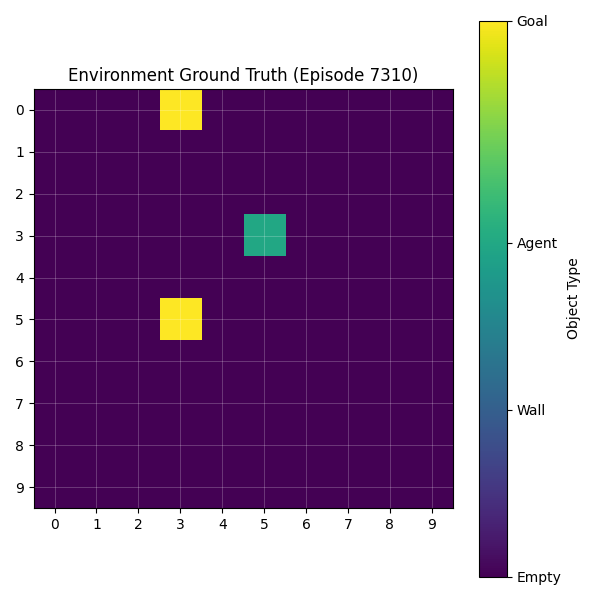 Environment Ground Truth (Episode 7310)
0
1
2
3
4
5
6
7
8
9
0 1 2 3 4 5 6 7 8 9
Goal
Agent
Wall
Empty
Object Type